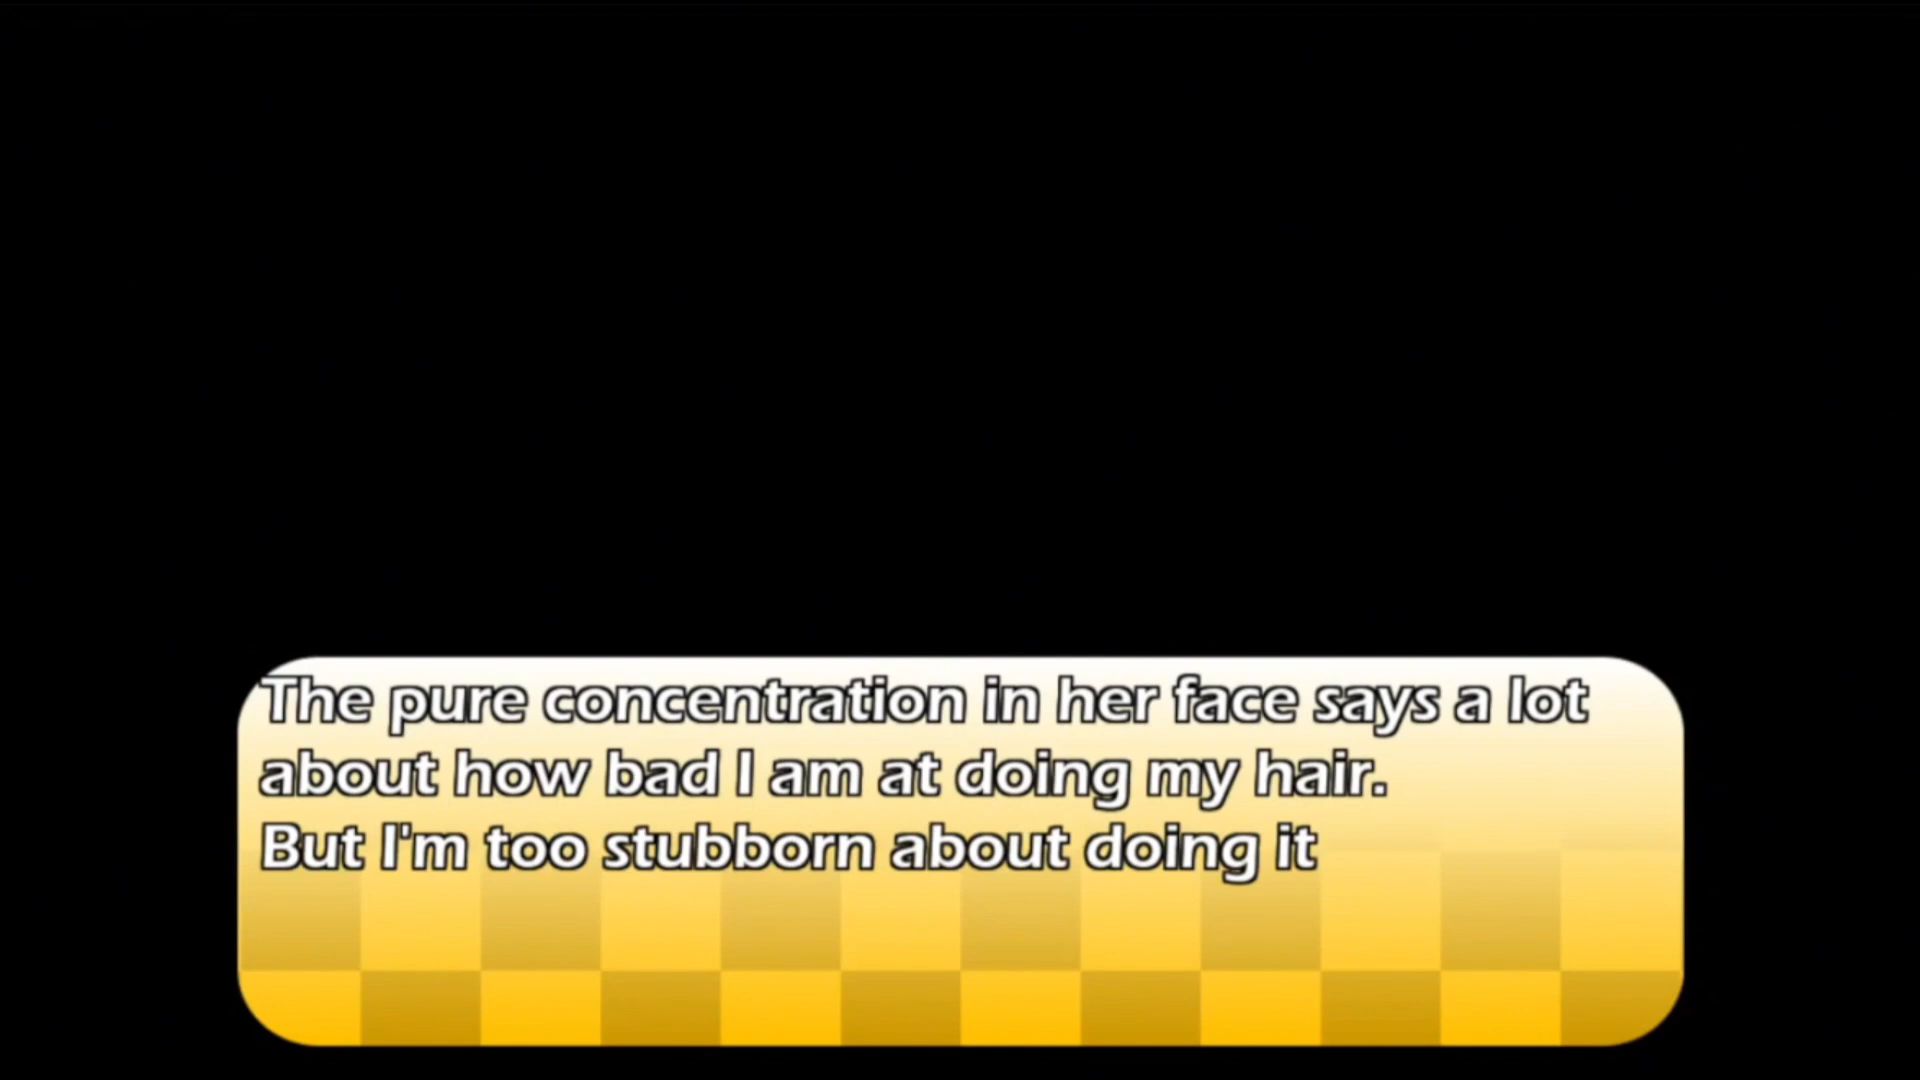 The pure concentration in her face says a lot
about how bad I am at doing my hair.
But I'm too stubborn about doing it